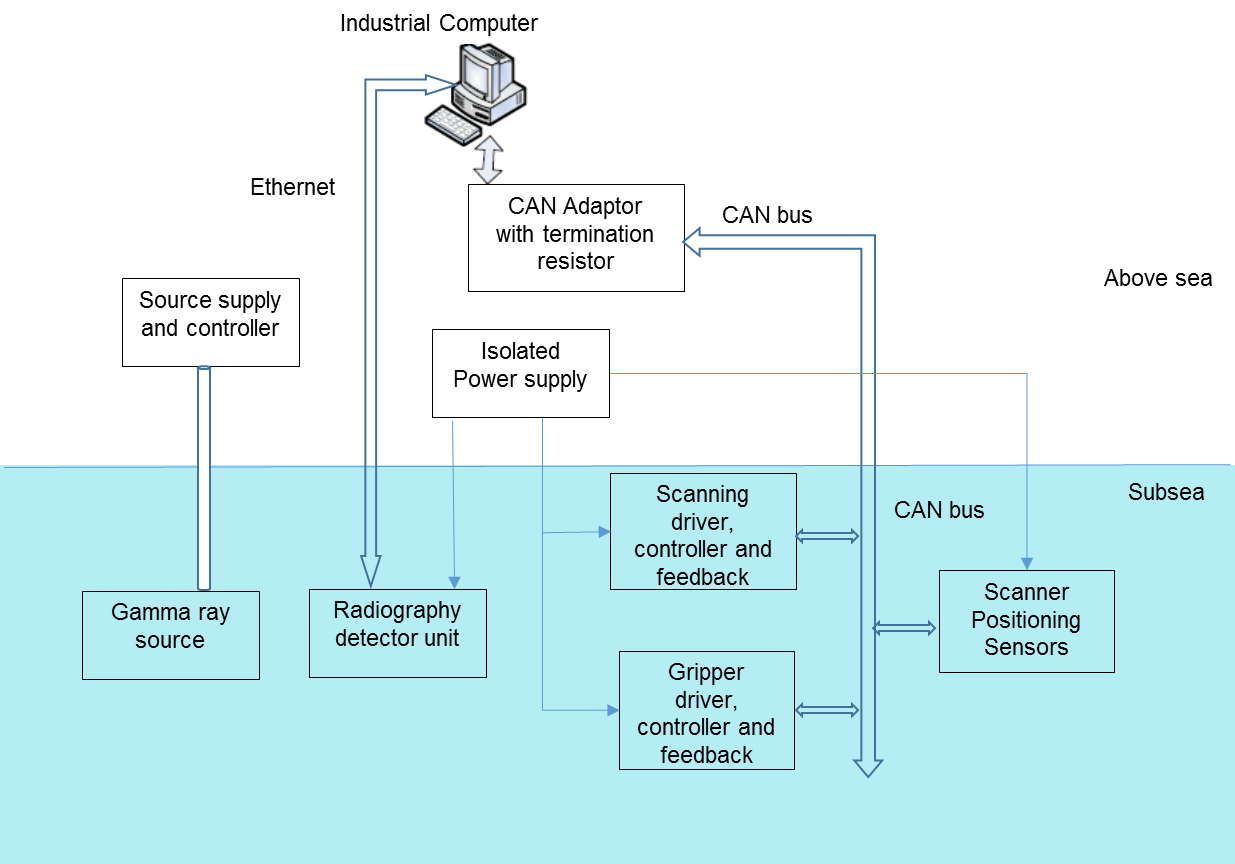 Industrial Computer
Ethernet
CAN Adaptor
with termination
resistor
CAN bus
Above sea
Source supply
and controller
Isolated
Power supply
Subsea
Scanning
driver,
controller and
feedback
CAN bus
Gamma ray
source
Radiography
detector unit
Scanner
Positioning
Sensors
Gripper
driver,
controller and
feedback